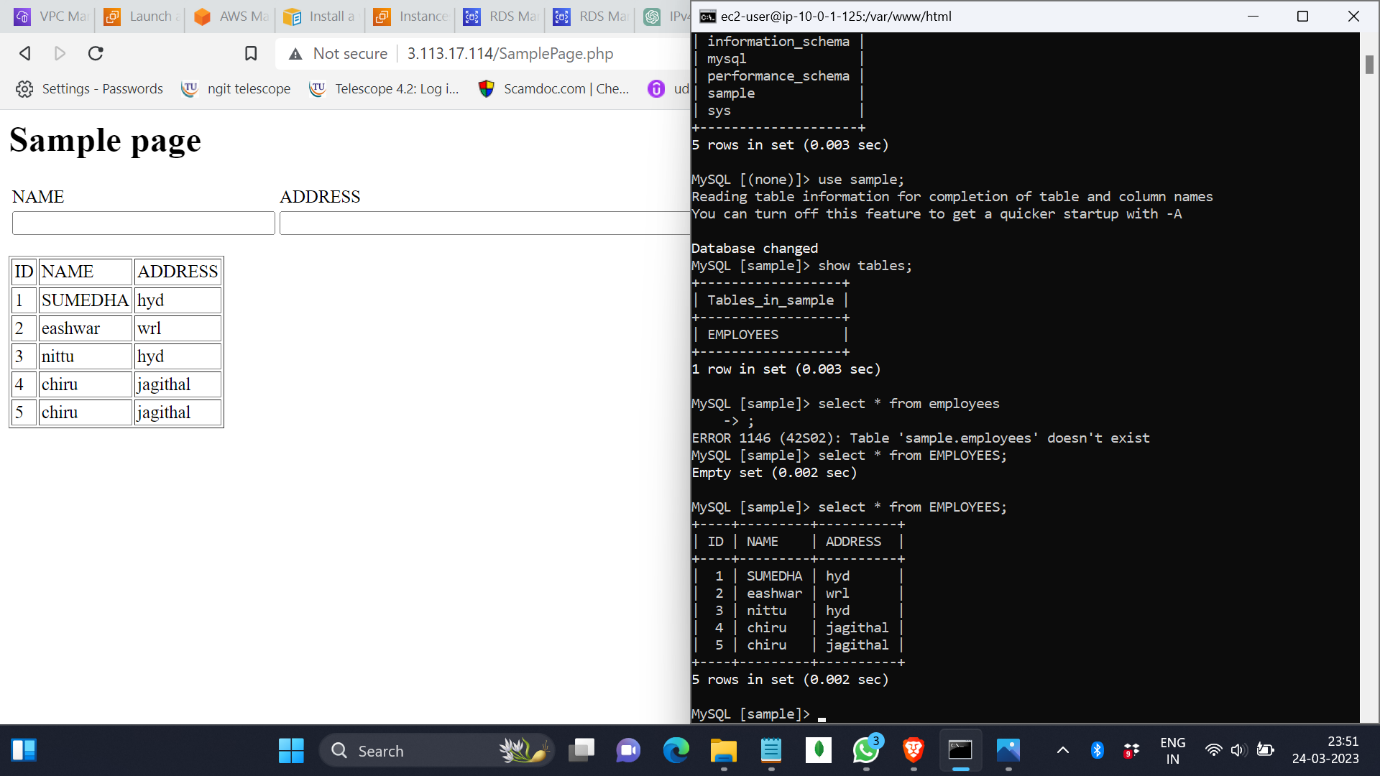 VPC Ma
Launch a
AWS Ma
Install a
Instance
RDS Ma
RDS Ma
IPv4
Not secure
3.113.17.114/SamplePage.php
Settings - Passwords
TU
ngit telescope
TU
Telescope 4.2: Log i...
Scamdoc.com | Che...
ud
Sample page
NAME ADDRESS
ID NAME ADDRESS
1 SUMEDHA hyd
2 eashwar wrl
3 nittu hyd
4 chiru jagithal
5 chiru jagithal
ec2-user@ip-10-0-1-125:/var/www/html
| information_schema |
| mysql              |
| performance_schema |
| sample             |
| sys                |
+--------------------+
5 rows in set (0.003 sec)
MySQL [(none)]> use sample;
Reading table information for completion of table and column names
You can turn off this feature to get a quicker startup with -A
Database changed
MySQL [sample]> show tables;
+------------------+
| Tables_in_sample |
+------------------+
| EMPLOYEES        |
+------------------+
1 row in set (0.003 sec)
MySQL [sample]> select * from employees
    -> ;
ERROR 1146 (42S02): Table 'sample.employees' doesn't exist
MySQL [sample]> select * from EMPLOYEES;
Empty set (0.002 sec)
MySQL [sample]> select * from EMPLOYEES;
+----+---------+----------+
| ID | NAME    | ADDRESS  |
+----+---------+----------+
|  1 | SUMEDHA | hyd      |
|  2 | eashwar | wrl      |
|  3 | nittu   | hyd      |
|  4 | chiru   | jagithal |
|  5 | chiru   | jagithal |
+----+---------+----------+
5 rows in set (0.002 sec)
MySQL [sample]>
Search
3
9
ENG
IN
23:51
24-03-2023